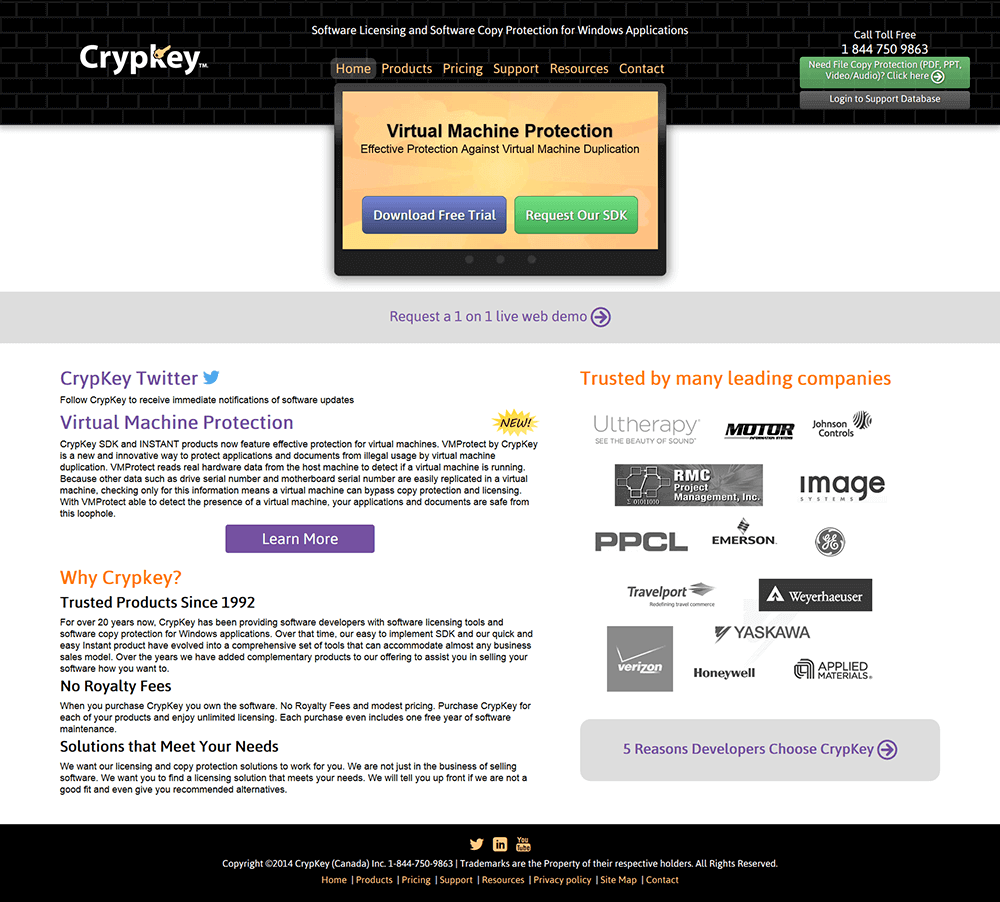 Software Licensing and Software Copy Protection for Windows Applications
CrypKey™
Home Products Pricing Support Resources Contact
Call Toll Free
1 844 750 9863
Need File Copy Protection (PDF, PPT,
Video/Audio)? Click here
Login to Support Database
Virtual Machine Protection
Effective Protection Against Virtual Machine Duplication
Download Free Trial
Request Our SDK
Request a 1 on 1 live web demo
CrypKey Twitter
Follow CrypKey to receive immediate notifications of software updates
Virtual Machine Protection
NEW!
CrypKey SDK and INSTANT products now feature effective protection for virtual machines. VMProtect by CrypKey
is a new and innovative way to protect applications and documents from illegal usage by virtual machine
duplication. VMProtect reads real hardware data from the host machine to detect if a virtual machine is running.
Because other data such as drive serial number and motherboard serial number are easily replicated in a virtual
machine, checking only for this information means a virtual machine can bypass copy protection and licensing.
With VMProtect able to detect the presence of a virtual machine, your applications and documents are safe from
this loophole.
Learn More
Why Crypkey?
Trusted Products Since 1992
For over 20 years now, CrypKey has been providing software developers with software licensing tools and
software copy protection for Windows applications. Over that time, our easy to implement SDK and our quick and
easy Instant product have evolved into a comprehensive set of tools that can accommodate almost any business
sales model. Over the years we have added complementary products to our offering to assist you in selling your
software how you want to.
No Royalty Fees
When you purchase CrypKey you own the software. No Royalty Fees and modest pricing. Purchase CrypKey for
each of your products and enjoy unlimited licensing. Each purchase even includes one free year of software
maintenance.
Solutions that Meet Your Needs
We want our licensing and copy protection solutions to work for you. We are not just in the business of selling
software. We want you to find a licensing solution that meets your needs. We will tell you up front if we are not a
good fit and even give you recommended alternatives.
Trusted by many leading companies
Ultherapy
SEE THE BEAUTY OF SOUND
MOTOR
INFORMATION SYSTEMS
Johnson
Controls
RMC
Project
Management, Inc.
Σ 01011010
image
SYSTEMS
PPCL
EMERSON
GE
Travelport
Redefining travel commerce
Weyerhaeuser
verizon
YASKAWA
Honeywell
APPLIED
MATERIALS
5 Reasons Developers Choose CrypKey
in
You
Tube
Copyright ©2014 CrypKey (Canada) Inc. 1-844-750-9863 | Trademarks are the Property of their respective holders. All Rights Reserved.
Home | Products | Pricing | Support | Resources | Privacy policy | Site Map | Contact